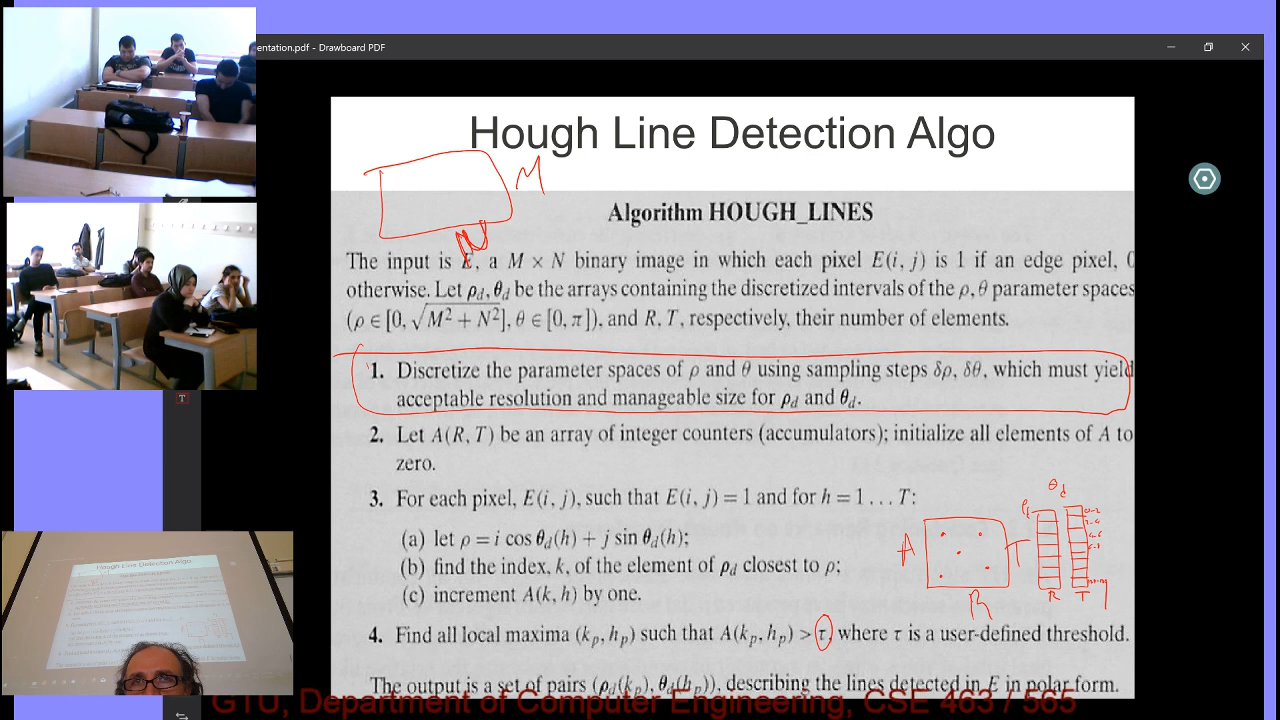 entation.pdf - Drawboard PDF
Hough Line Detection Algo
M
N
Algorithm HOUGH_LINES
The input is E, a M × N binary image in which each pixel E(i, j) is 1 if an edge pixel, 0
otherwise. Let ρd, θd be the arrays containing the discretized intervals of the ρ, θ parameter spaces
(ρ ∈ [0, √M² + N²], θ ∈ [0, π]), and R, T, respectively, their number of elements.
1. Discretize the parameter spaces of ρ and θ using sampling steps δρ, δθ, which must yield
acceptable resolution and manageable size for ρd and θd.
2. Let A(R, T) be an array of integer counters (accumulators); initialize all elements of A to
zero.
3. For each pixel, E(i, j), such that E(i, j) = 1 and for h = 1 . . . T:
(a) let ρ = i cos θd(h) + j sin θd(h);
(b) find the index, k, of the element of ρd closest to ρ;
(c) increment A(k, h) by one.
θd
A
T
R
R T
4. Find all local maxima (kp, hp) such that A(kp, hp) > τ, where τ is a user-defined threshold.
The output is a set of pairs (ρd(kp), θd(hp)), describing the lines detected in E in polar form.
GTU, Department of Computer Engineering, CSE 463 / 565
Hough Line Detection Algo